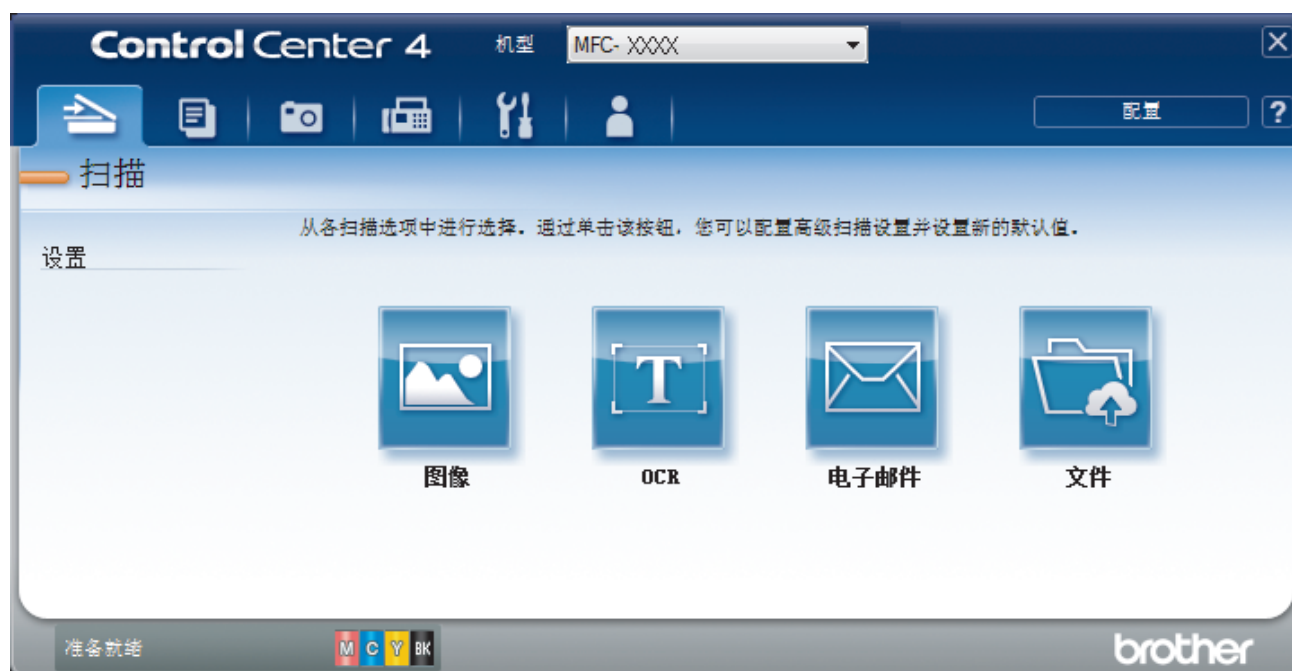 Control Center 4 机型 MFC- XXXX
配置 ?
扫描
从各扫描选项中进行选择。通过单击该按钮，您可以配置高级扫描设置并设置新的默认值。
设置
T
图像 OCR 电子邮件 文件
准备就绪 M C Y BK brother